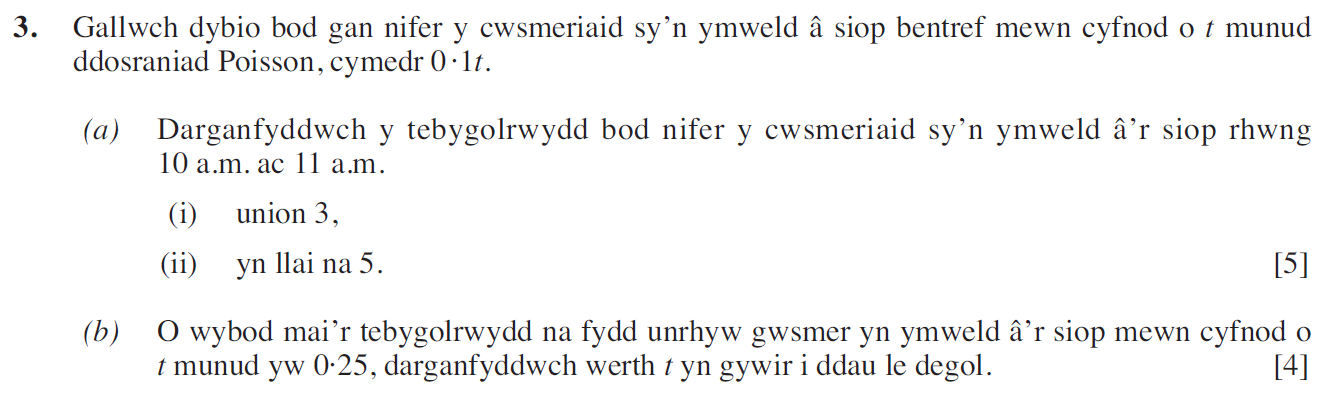 3. Gallwch dybio bod gan nifer y cwsmeriaid sy’n ymweld â siop bentref mewn cyfnod o t munud
ddosraniad Poisson, cymedr 0·1t.
(a) Darganfyddwch y tebygolrwydd bod nifer y cwsmeriaid sy’n ymweld â’r siop rhwng
10 a.m. ac 11 a.m.
(i) union 3,
(ii) yn llai na 5. [5]
(b) O wybod mai’r tebygolrwydd na fydd unrhyw gwsmer yn ymweld â’r siop mewn cyfnod o
t munud yw 0·25, darganfyddwch werth t yn gywir i ddau le degol. [4]